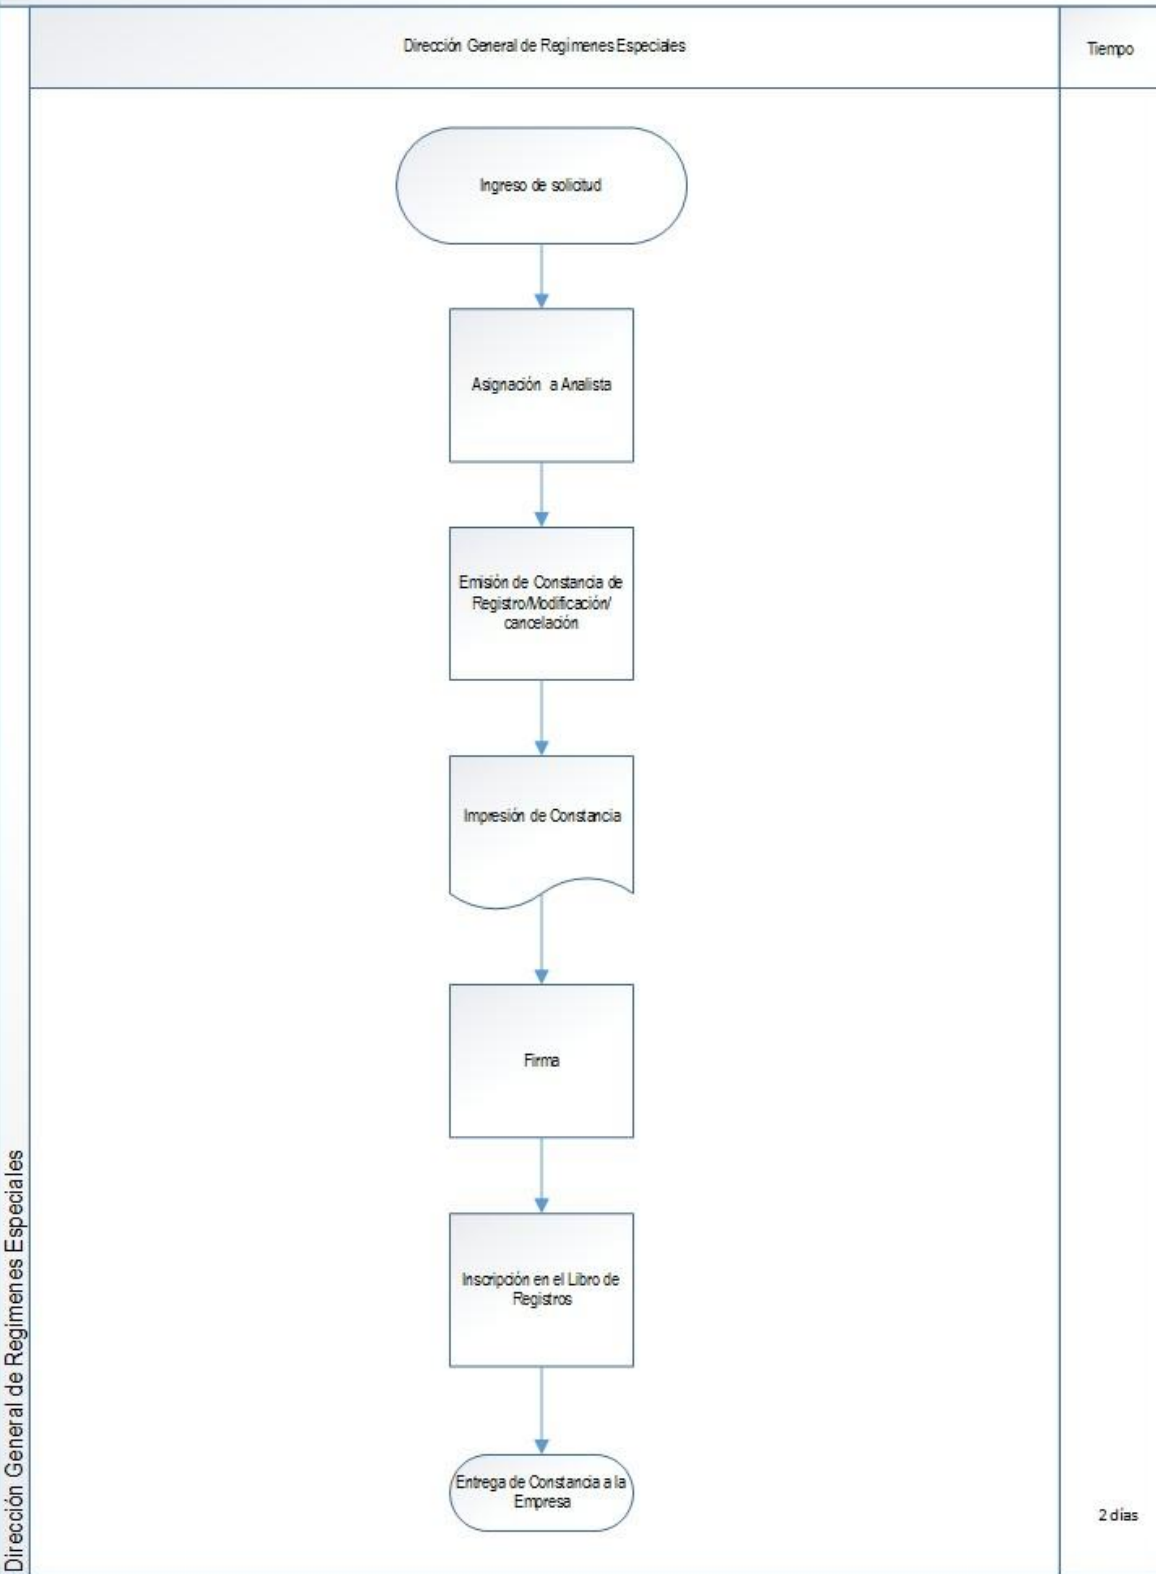 Dirección General de Regímenes Especiales
Tiempo
Ingreso de solicitud
Asignación a Analista
Emisión de Constancia de
Registro/Modificación/
cancelación
Impresión de Constancia
Firma
Inscripción en el Libro de
Registros
Entrega de Constancia a la
Empresa
2 días
Dirección General de Regimenes Especiales